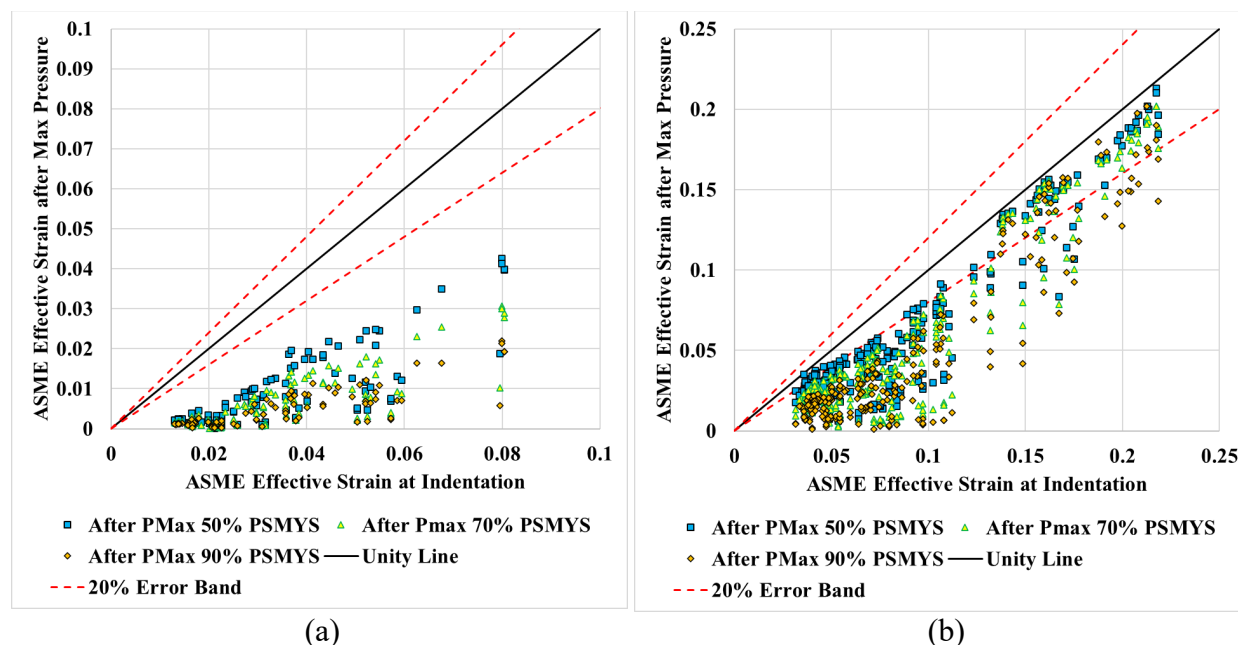 ASME Effective Strain after Max Pressure
0.1
0.09
0.08
0.07
0.06
0.05
0.04
0.03
0.02
0.01
0
0 0.02 0.04 0.06 0.08 0.1
ASME Effective Strain at Indentation
After PMax 50% PSMYS After Pmax 70% PSMYS
After PMax 90% PSMYS Unity Line
20% Error Band
(a)
ASME Effective Strain after Max Pressure
0.25
0.2
0.15
0.1
0.05
0
0 0.05 0.1 0.15 0.2 0.25
ASME Effective Strain at Indentation
After PMax 50% PSMYS After Pmax 70% PSMYS
After PMax 90% PSMYS Unity Line
20% Error Band
(b)